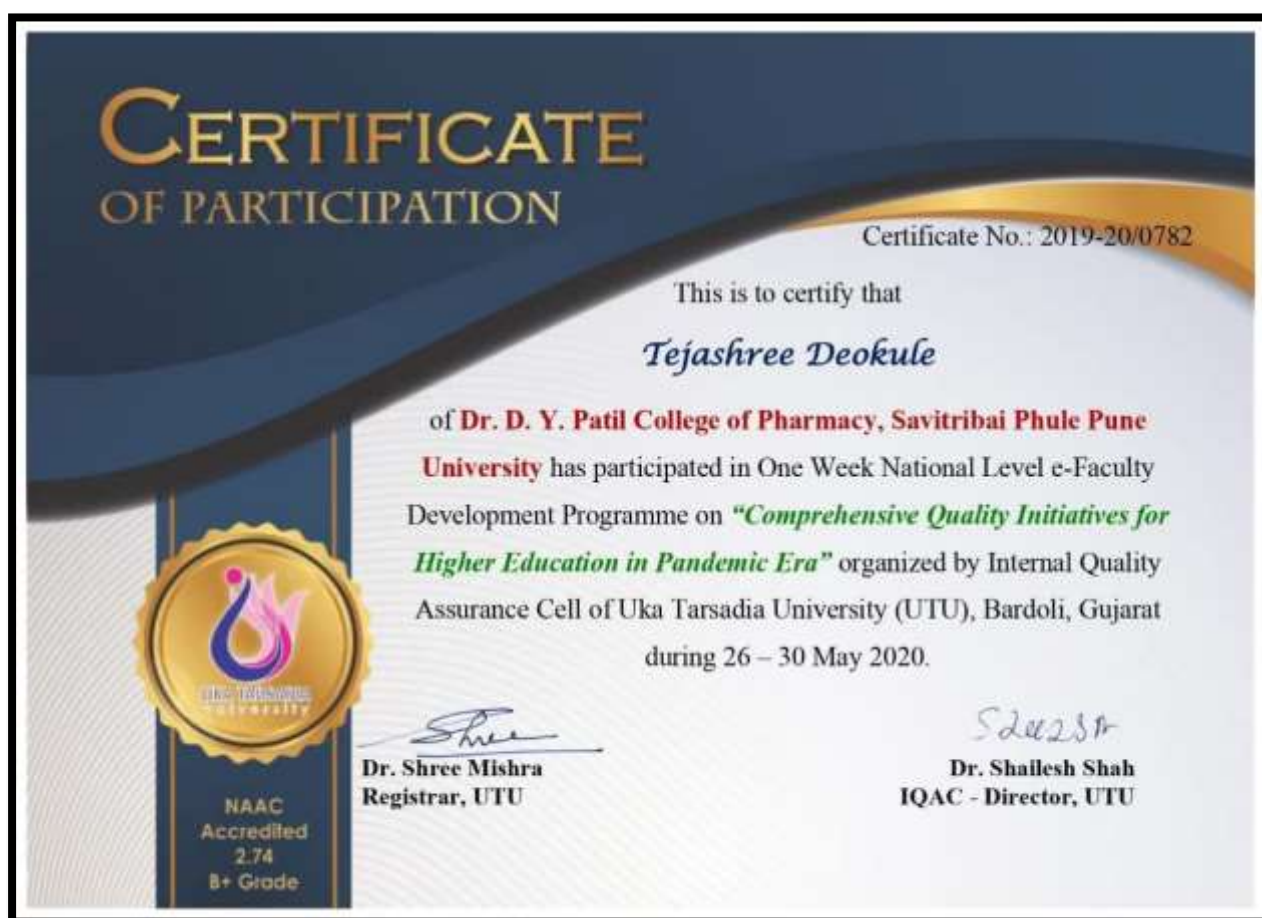 CERTIFICATE
OF PARTICIPATION
Certificate No.: 2019-20/0782
This is to certify that
Tejashree Deokule
of Dr. D. Y. Patil College of Pharmacy, Savitribai Phule Pune
University has participated in One Week National Level e-Faculty
Development Programme on “Comprehensive Quality Initiatives for
Higher Education in Pandemic Era” organized by Internal Quality
Assurance Cell of Uka Tarsadia University (UTU), Bardoli, Gujarat
during 26 – 30 May 2020.
UKA TARSADIA
university
Shree
Dr. Shree Mishra
Registrar, UTU
Dr. Shailesh Shah
IQAC - Director, UTU
NAAC
Accredited
2.74
B+ Grade